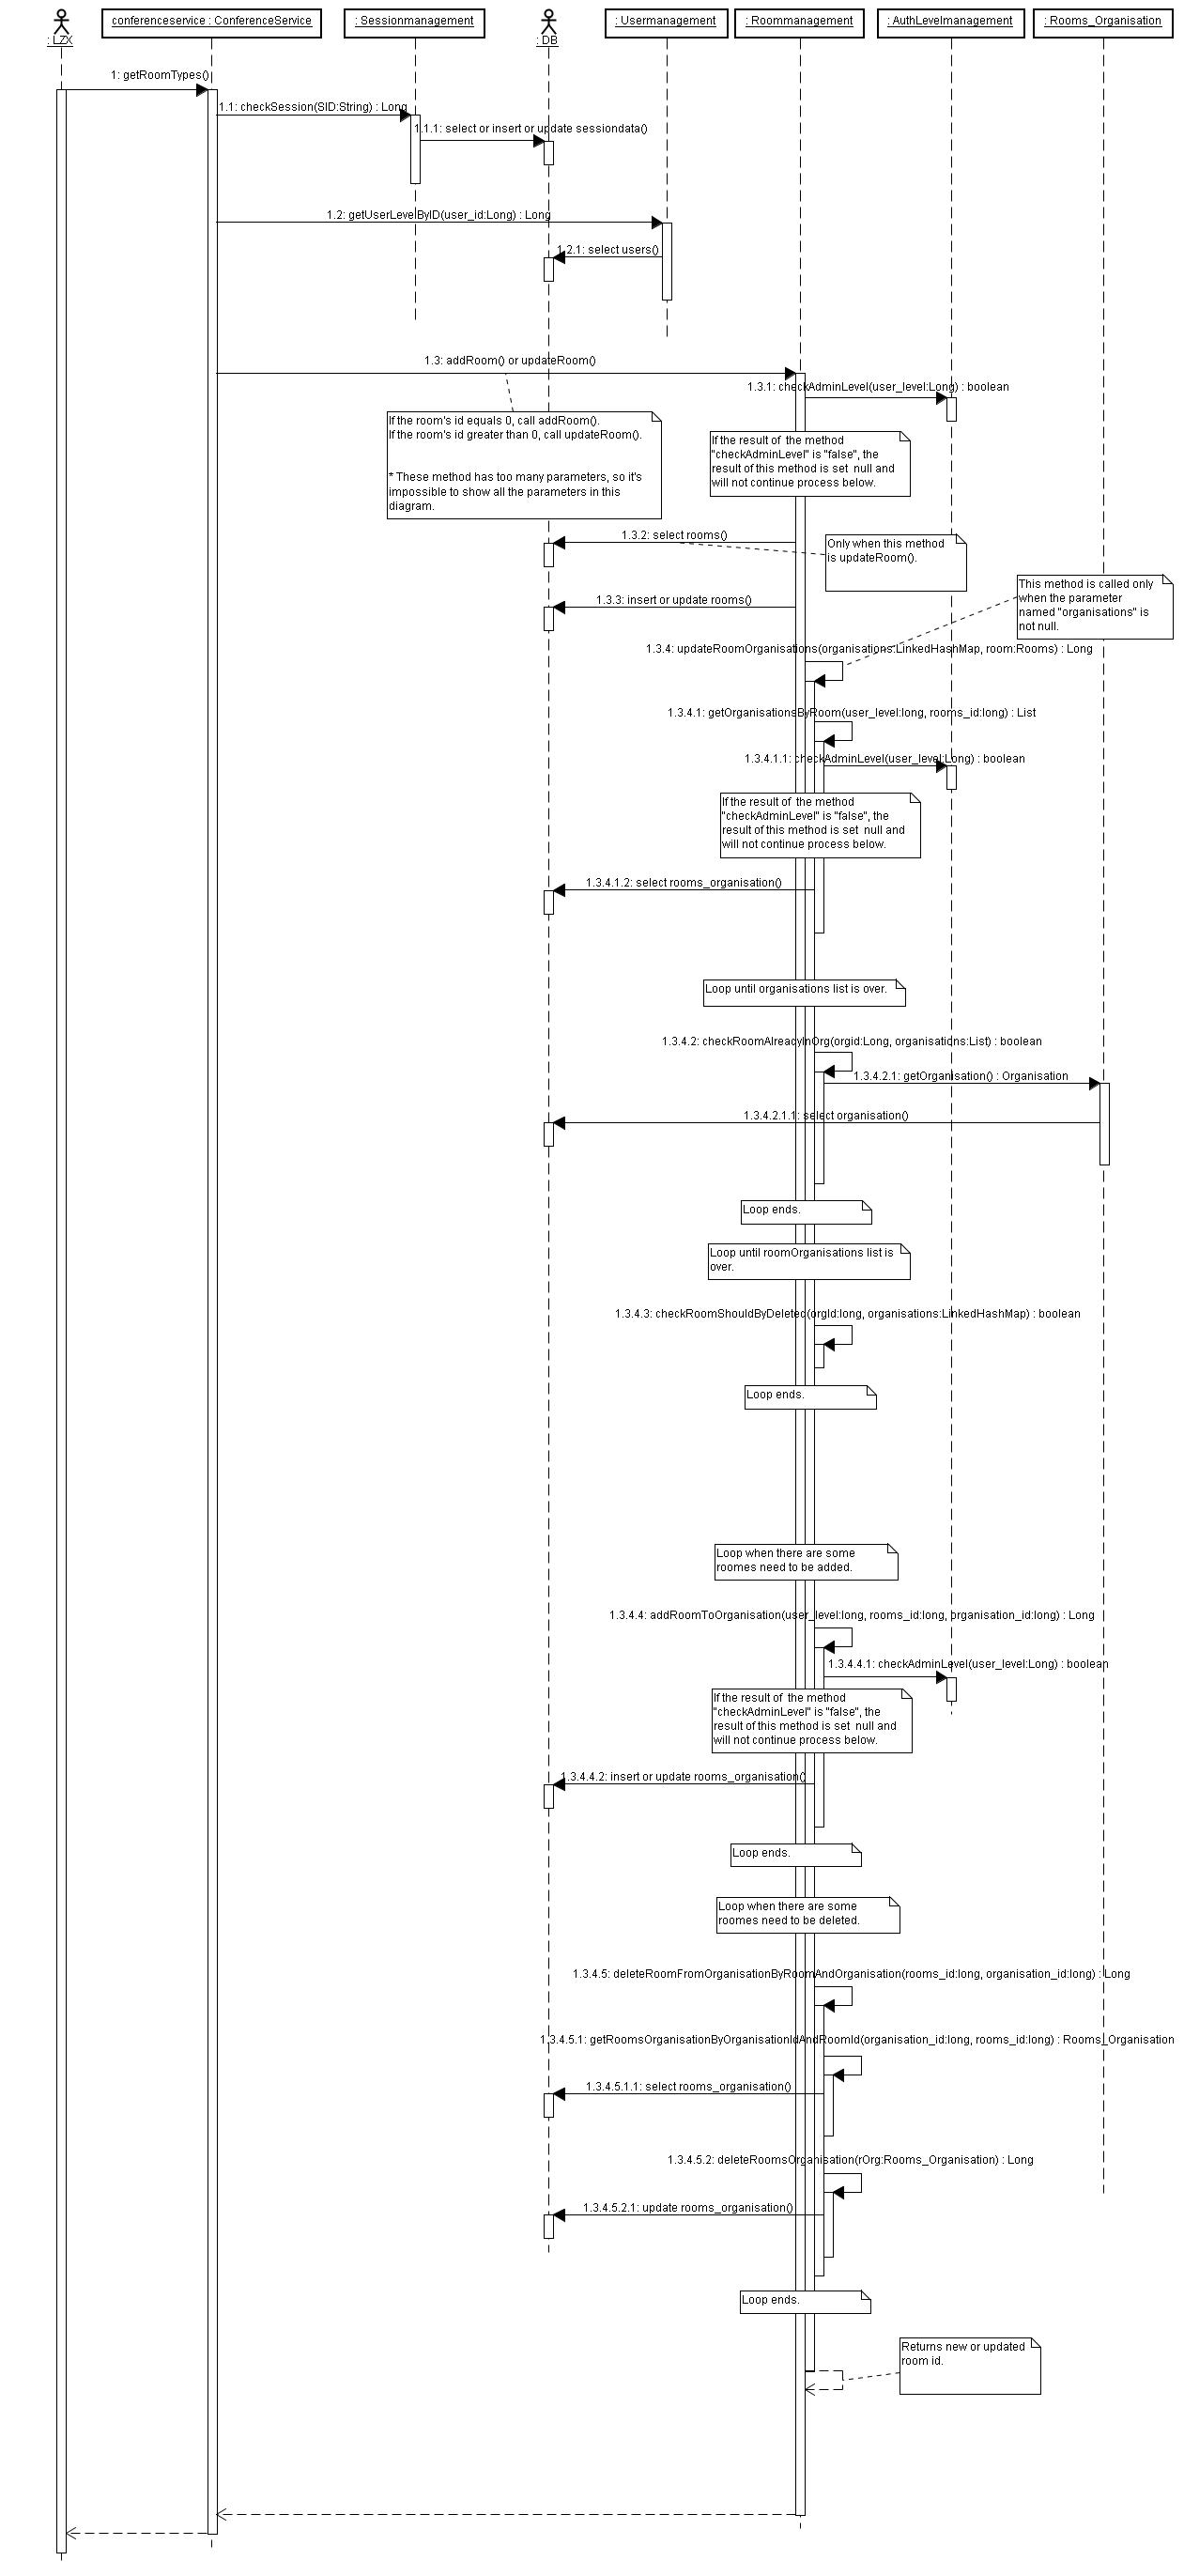 : LZX
conferenceservice : ConferenceService
: Sessionmanagement
: DB
: Usermanagement
: Roommanagement
: AuthLevelmanagement
: Rooms_Organisation
1: getRoomTypes()
1.1: checkSession(SID:String) : Long
1.1.1: select or insert or update sessiondata()
1.2: getUserLevelByID(user_id:Long) : Long
1.2.1: select users()
1.3: addRoom() or updateRoom()
1.3.1: checkAdminLevel(user_level:Long) : boolean
If the room's id equals 0, call addRoom().
If the room's id greater than 0, call updateRoom().
* These method has too many parameters, so it's
impossible to show all the parameters in this
diagram.
If the result of the method
"checkAdminLevel" is "false", the
result of this method is set null and
will not continue process below.
1.3.2: select rooms()
Only when this method
is updateRoom().
1.3.3: insert or update rooms()
This method is called only
when the parameter
named "organisations" is
not null.
1.3.4: updateRoomOrganisations(organisations:LinkedHashMap, room:Rooms) : Long
1.3.4.1: getOrganisationsByRoom(user_level:long, rooms_id:long) : List
1.3.4.1.1: checkAdminLevel(user_level:Long) : boolean
If the result of the method
"checkAdminLevel" is "false", the
result of this method is set null and
will not continue process below.
1.3.4.1.2: select rooms_organisation()
Loop until organisations list is over.
1.3.4.2: checkRoomAlreadyInOrg(orgid:Long, organisations:List) : boolean
1.3.4.2.1: getOrganisation() : Organisation
1.3.4.2.1.1: select organisation()
Loop ends.
Loop until roomOrganisations list is
over.
1.3.4.3: checkRoomShouldByDeleted(orgId:long, organisations:LinkedHashMap) : boolean
Loop ends.
Loop when there are some
roomes need to be added.
1.3.4.4: addRoomToOrganisation(user_level:long, rooms_id:long, organisation_id:long) : Long
1.3.4.4.1: checkAdminLevel(user_level:Long) : boolean
If the result of the method
"checkAdminLevel" is "false", the
result of this method is set null and
will not continue process below.
1.3.4.4.2: insert or update rooms_organisation()
Loop ends.
Loop when there are some
roomes need to be deleted.
1.3.4.5: deleteRoomFromOrganisationByRoomAndOrganisation(rooms_id:long, organisation_id:long) : Long
1.3.4.5.1: getRoomsOrganisationByOrganisationIdAndRoomId(organisation_id:long, rooms_id:long) : Rooms_Organisation
1.3.4.5.1.1: select rooms_organisation()
1.3.4.5.2: deleteRoomsOrganisation(rOrg:Rooms_Organisation) : Long
1.3.4.5.2.1: update rooms_organisation()
Loop ends.
Returns new or updated
room id.